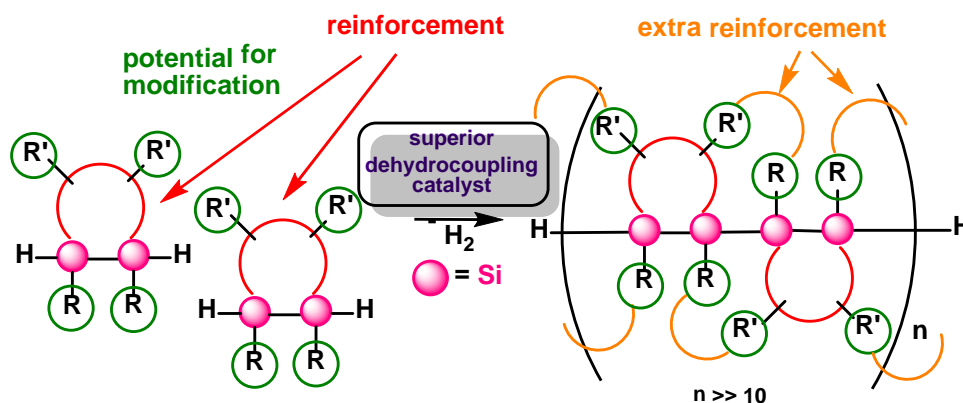 reinforcement
extra reinforcement
potential for
modification
superior
dehydrocoupling
catalyst
R' R'
H H
R R
R' R'
H H
R R
-
H2
= Si
R' R'
R R
H H
R R
R' R'
n
n >> 10